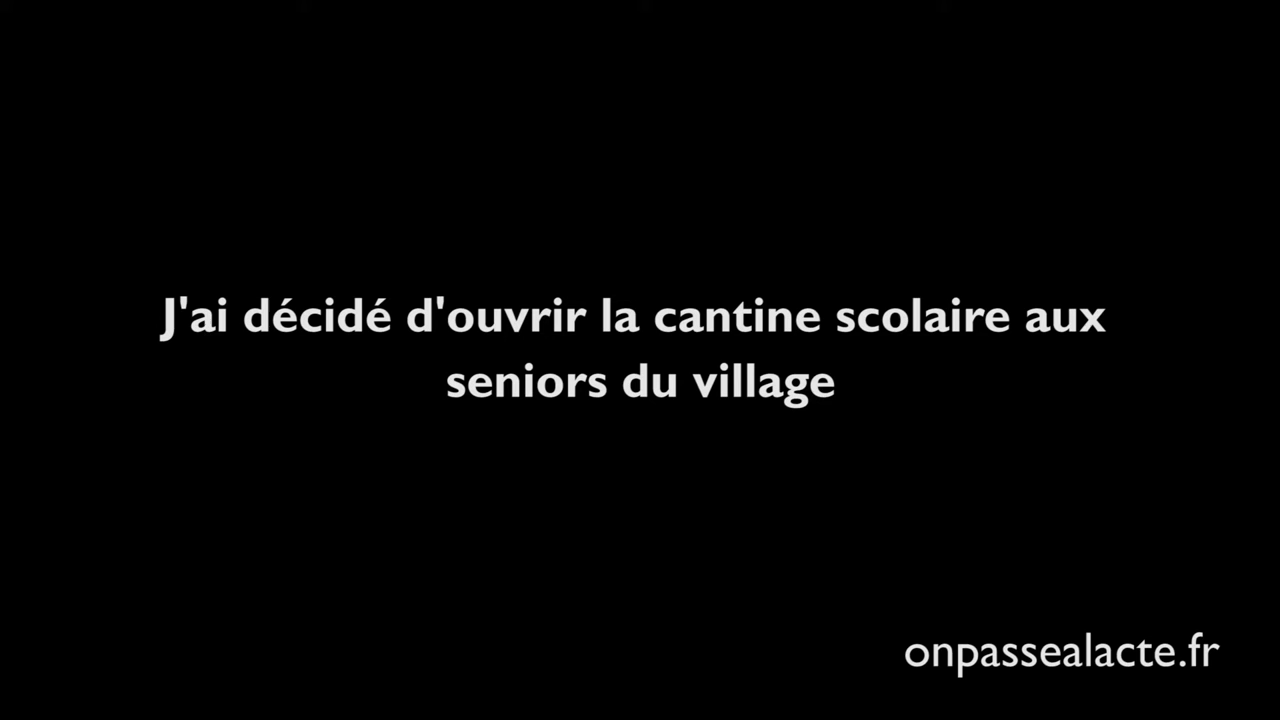 J'ai décidé d'ouvrir la cantine scolaire aux
seniors du village
onpassealacte.fr